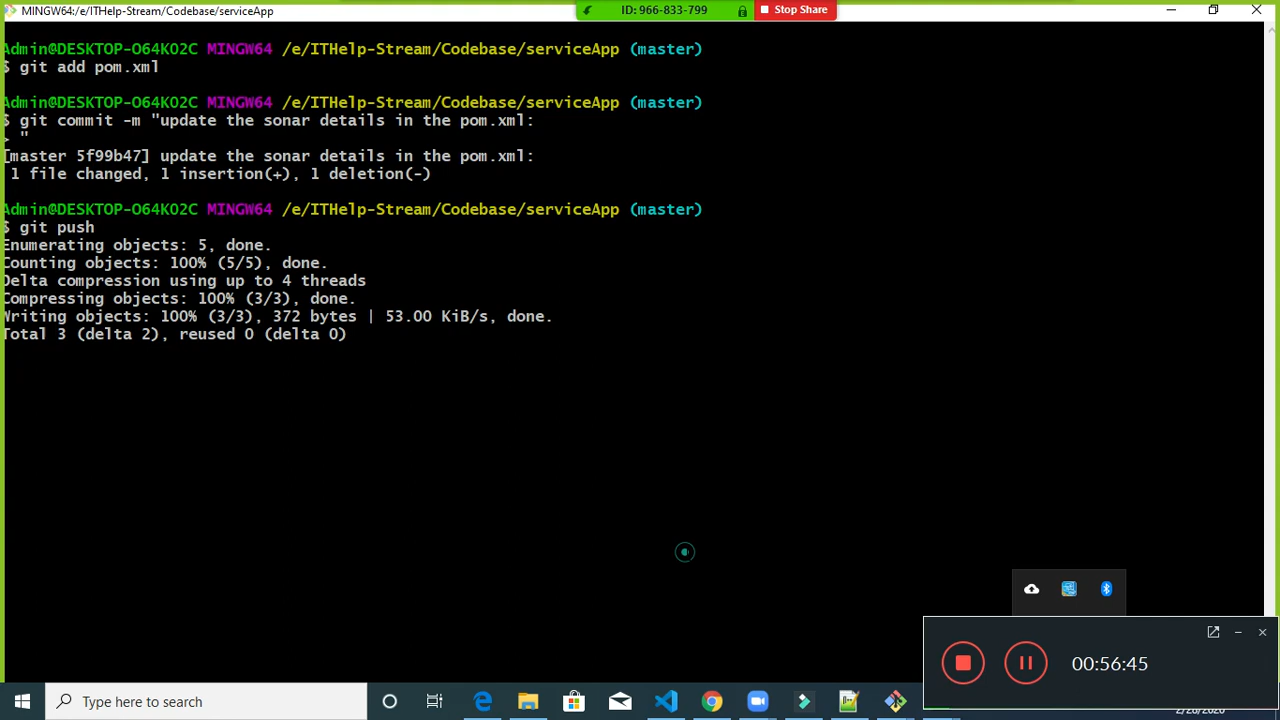 MINGW64:/e/ITHelp-Stream/Codebase/serviceApp
ID: 966-833-799
Stop Share
Admin@DESKTOP-O64K02C MINGW64 /e/ITHelp-Stream/Codebase/serviceApp (master)
$ git add pom.xml
Admin@DESKTOP-O64K02C MINGW64 /e/ITHelp-Stream/Codebase/serviceApp (master)
$ git commit -m "update the sonar details in the pom.xml:
> "
[master 5f99b47] update the sonar details in the pom.xml:
1 file changed, 1 insertion(+), 1 deletion(-)
Admin@DESKTOP-O64K02C MINGW64 /e/ITHelp-Stream/Codebase/serviceApp (master)
$ git push
Enumerating objects: 5, done.
Counting objects: 100% (5/5), done.
Delta compression using up to 4 threads
Compressing objects: 100% (3/3), done.
Writing objects: 100% (3/3), 372 bytes | 53.00 KiB/s, done.
Total 3 (delta 2), reused 0 (delta 0)
00:56:45
Type here to search